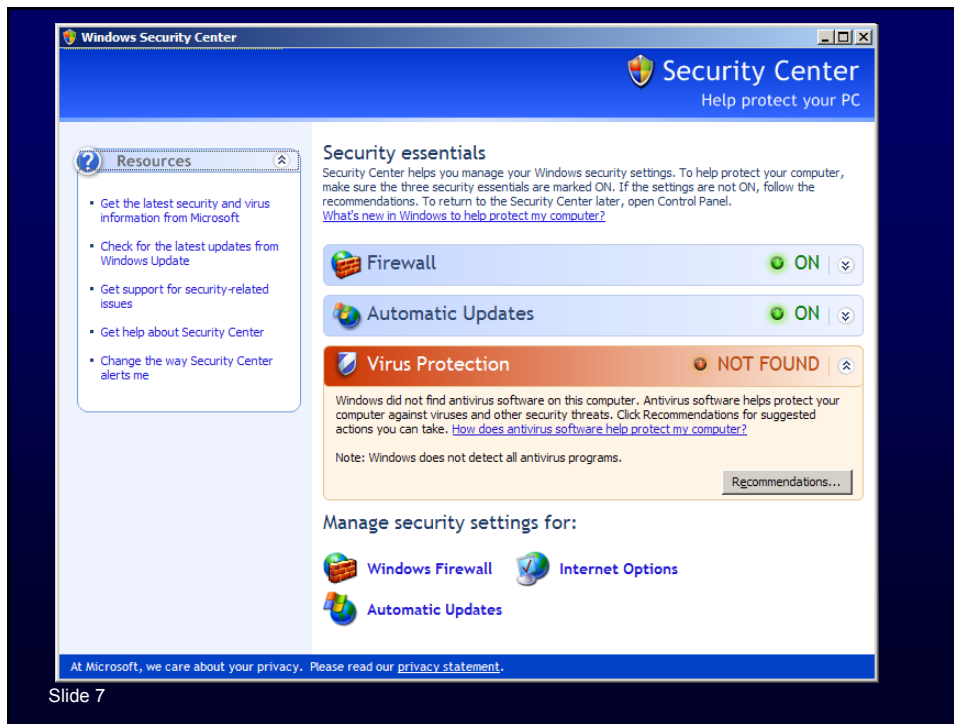 Windows Security Center
Security Center
Help protect your PC
Resources
Get the latest security and virus
information from Microsoft
Check for the latest updates from
Windows Update
Get support for security-related
issues
Get help about Security Center
Change the way Security Center
alerts me
Security essentials
Security Center helps you manage your Windows security settings. To help protect your computer,
make sure the three security essentials are marked ON. If the settings are not ON, follow the
recommendations. To return to the Security Center later, open Control Panel.
What's new in Windows to help protect my computer?
Firewall ON
Automatic Updates ON
Virus Protection NOT FOUND
Windows did not find antivirus software on this computer. Antivirus software helps protect your
computer against viruses and other security threats. Click Recommendations for suggested
actions you can take. How does antivirus software help protect my computer?
Note: Windows does not detect all antivirus programs.
Recommendations...
Manage security settings for:
Windows Firewall Internet Options
Automatic Updates
At Microsoft, we care about your privacy. Please read our privacy statement.
Slide 7